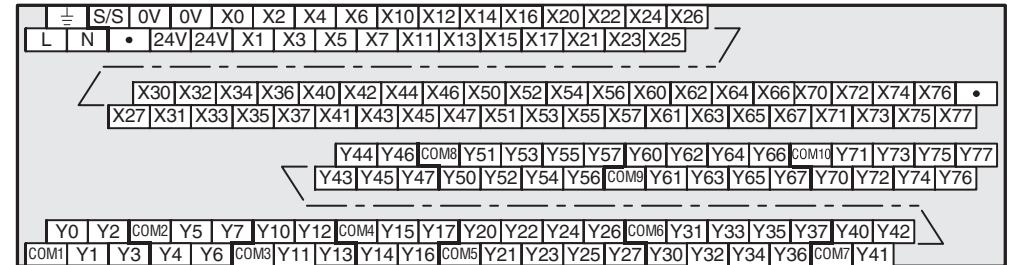 S/S 0V 0V X0 X2 X4 X6 X10 X12 X14 X16 X20 X22 X24 X26
L N • 24V 24V X1 X3 X5 X7 X11 X13 X15 X17 X21 X23 X25
X30 X32 X34 X36 X40 X42 X44 X46 X50 X52 X54 X56 X60 X62 X64 X66 X70 X72 X74 X76 •
X27 X31 X33 X35 X37 X41 X43 X45 X47 X51 X53 X55 X57 X61 X63 X65 X67 X71 X73 X75 X77
Y44 Y46 COM8 Y51 Y53 Y55 Y57 Y60 Y62 Y64 Y66 COM10 Y71 Y73 Y75 Y77
Y43 Y45 Y47 Y50 Y52 Y54 Y56 COM9 Y61 Y63 Y65 Y67 Y70 Y72 Y74 Y76
Y0 Y2 COM2 Y5 Y7 Y10 Y12 COM4 Y15 Y17 Y20 Y22 Y24 Y26 COM6 Y31 Y33 Y35 Y37 Y40 Y42
COM1 Y1 Y3 Y4 Y6 COM3 Y11 Y13 Y14 Y16 COM5 Y21 Y23 Y25 Y27 Y30 Y32 Y34 Y36 COM7 Y41